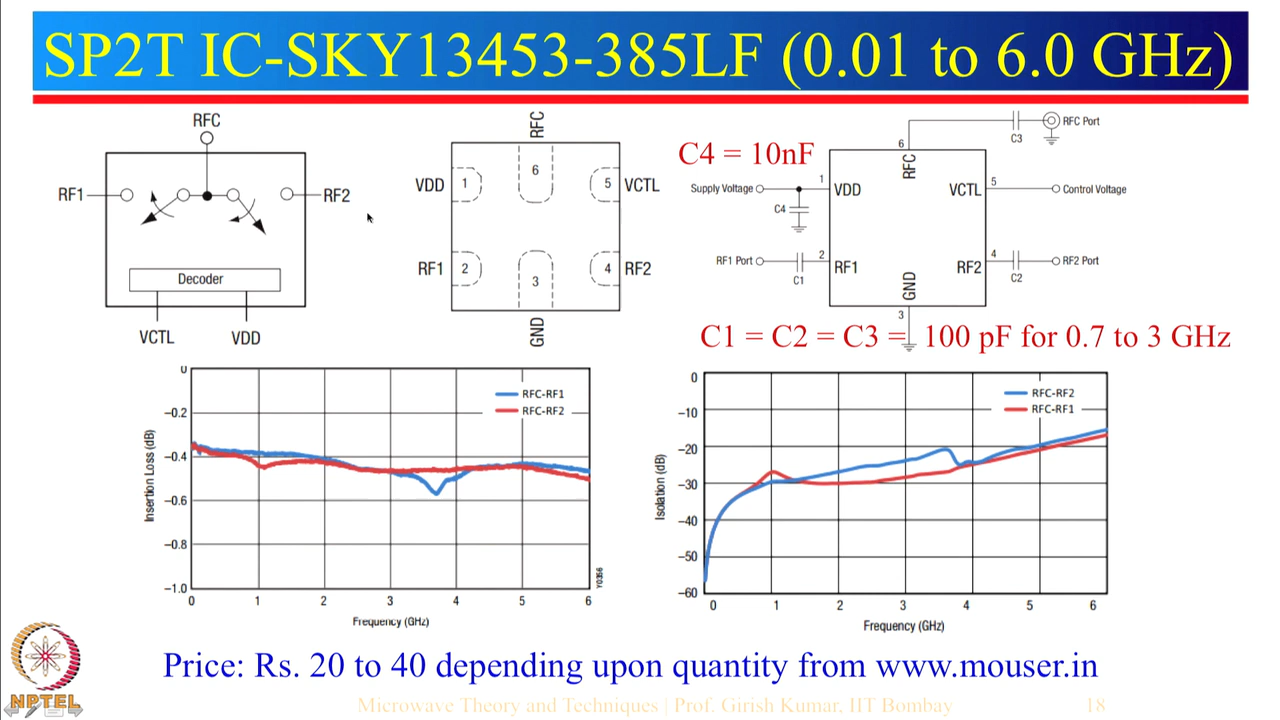 SP2T IC-SKY13453-385LF (0.01 to 6.0 GHz)
RFC
RF1
RF2
Decoder
VCTL
VDD
RFC
6
VDD
1
5
VCTL
RF1
2
4
RF2
3
GND
C4 = 10nF
C3
RFC Port
6
RFC
Supply Voltage
1
VDD
VCTL
5
Control Voltage
C4
RF1 Port
C1
2
RF1
GND
RF2
4
C2
RF2 Port
3
C1 = C2 = C3 = 100 pF for 0.7 to 3 GHz
Insertion Loss (dB)
0
−0.2
−0.4
−0.6
−0.8
−1.0
RFC-RF1
RFC-RF2
0 1 2 3 4 5 6
Frequency (GHz)
Y0356
Isolation (dB)
0
−10
−20
−30
−40
−50
−60
RFC-RF2
RFC-RF1
0 1 2 3 4 5 6
Frequency (GHz)
Price: Rs. 20 to 40 depending upon quantity from www.mouser.in
NPTEL
Microwave Theory and Techniques | Prof. Girish Kumar, IIT Bombay
18